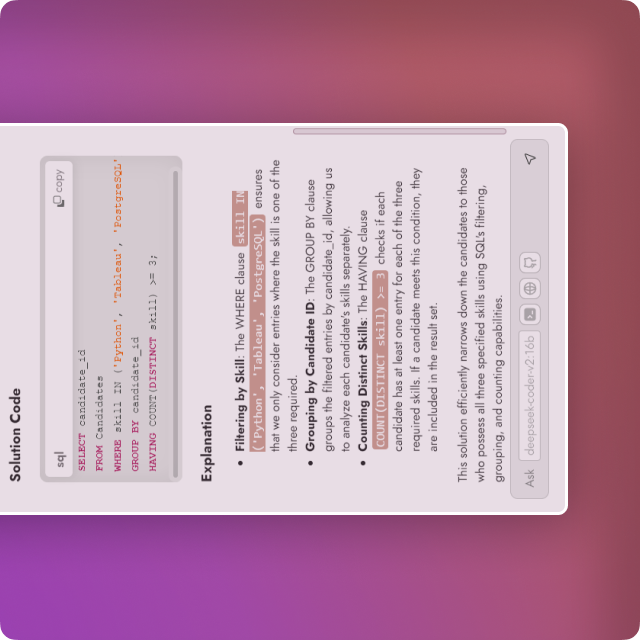 Solution Code
sql
copy
SELECT candidate_id
FROM Candidates
WHERE skill IN ('Python', 'Tableau', 'PostgreSQL'
GROUP BY candidate_id
HAVING COUNT(DISTINCT skill) >= 3;
Explanation
• Filtering by Skill: The WHERE clause skill IN
('Python', 'Tableau', 'PostgreSQL') ensures
that we only consider entries where the skill is one of the
three required.
• Grouping by Candidate ID: The GROUP BY clause
groups the filtered entries by candidate_id, allowing us
to analyze each candidate's skills separately.
• Counting Distinct Skills: The HAVING clause
COUNT(DISTINCT skill) >= 3 checks if each
candidate has at least one entry for each of the three
required skills. If a candidate meets this condition, they
are included in the result set.
This solution efficiently narrows down the candidates to those
who possess all three specified skills using SQLs filtering,
grouping, and counting capabilities.
Ask deepseek-coder-v2:16b